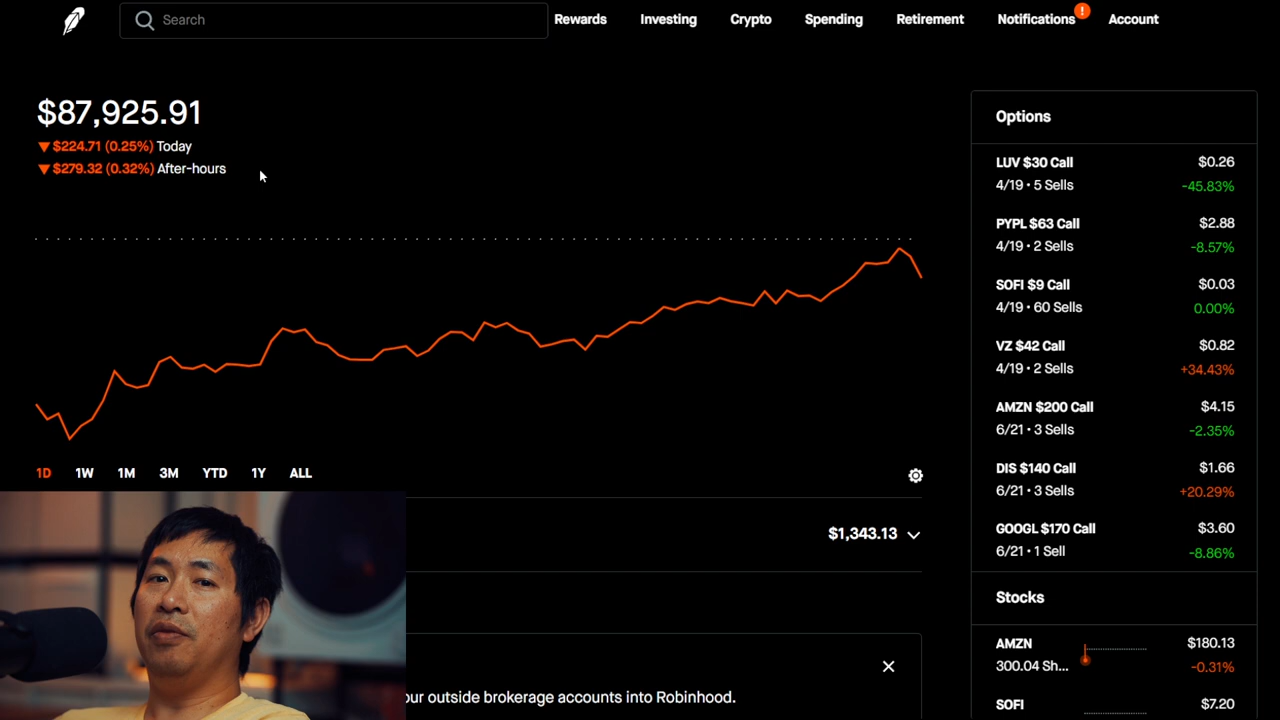 Search
Rewards
Investing
Crypto
Spending
Retirement
Notifications
!
Account
$87,925.91
▼$224.71 (0.25%) Today
▼$279.32 (0.32%) After-hours
1D 1W 1M 3M YTD 1Y ALL
$1,343.13
our outside brokerage accounts into Robinhood.
Options
LUV $30 Call $0.26
4/19 • 5 Sells -45.83%
PYPL $63 Call $2.88
4/19 • 2 Sells -8.57%
SOFI $9 Call $0.03
4/19 • 60 Sells 0.00%
VZ $42 Call $0.82
4/19 • 2 Sells +34.43%
AMZN $200 Call $4.15
6/21 • 3 Sells -2.35%
DIS $140 Call $1.66
6/21 • 3 Sells +20.29%
GOOGL $170 Call $3.60
6/21 • 1 Sell -8.86%
Stocks
AMZN $180.13
300.04 Sh... -0.31%
SOFI $7.20